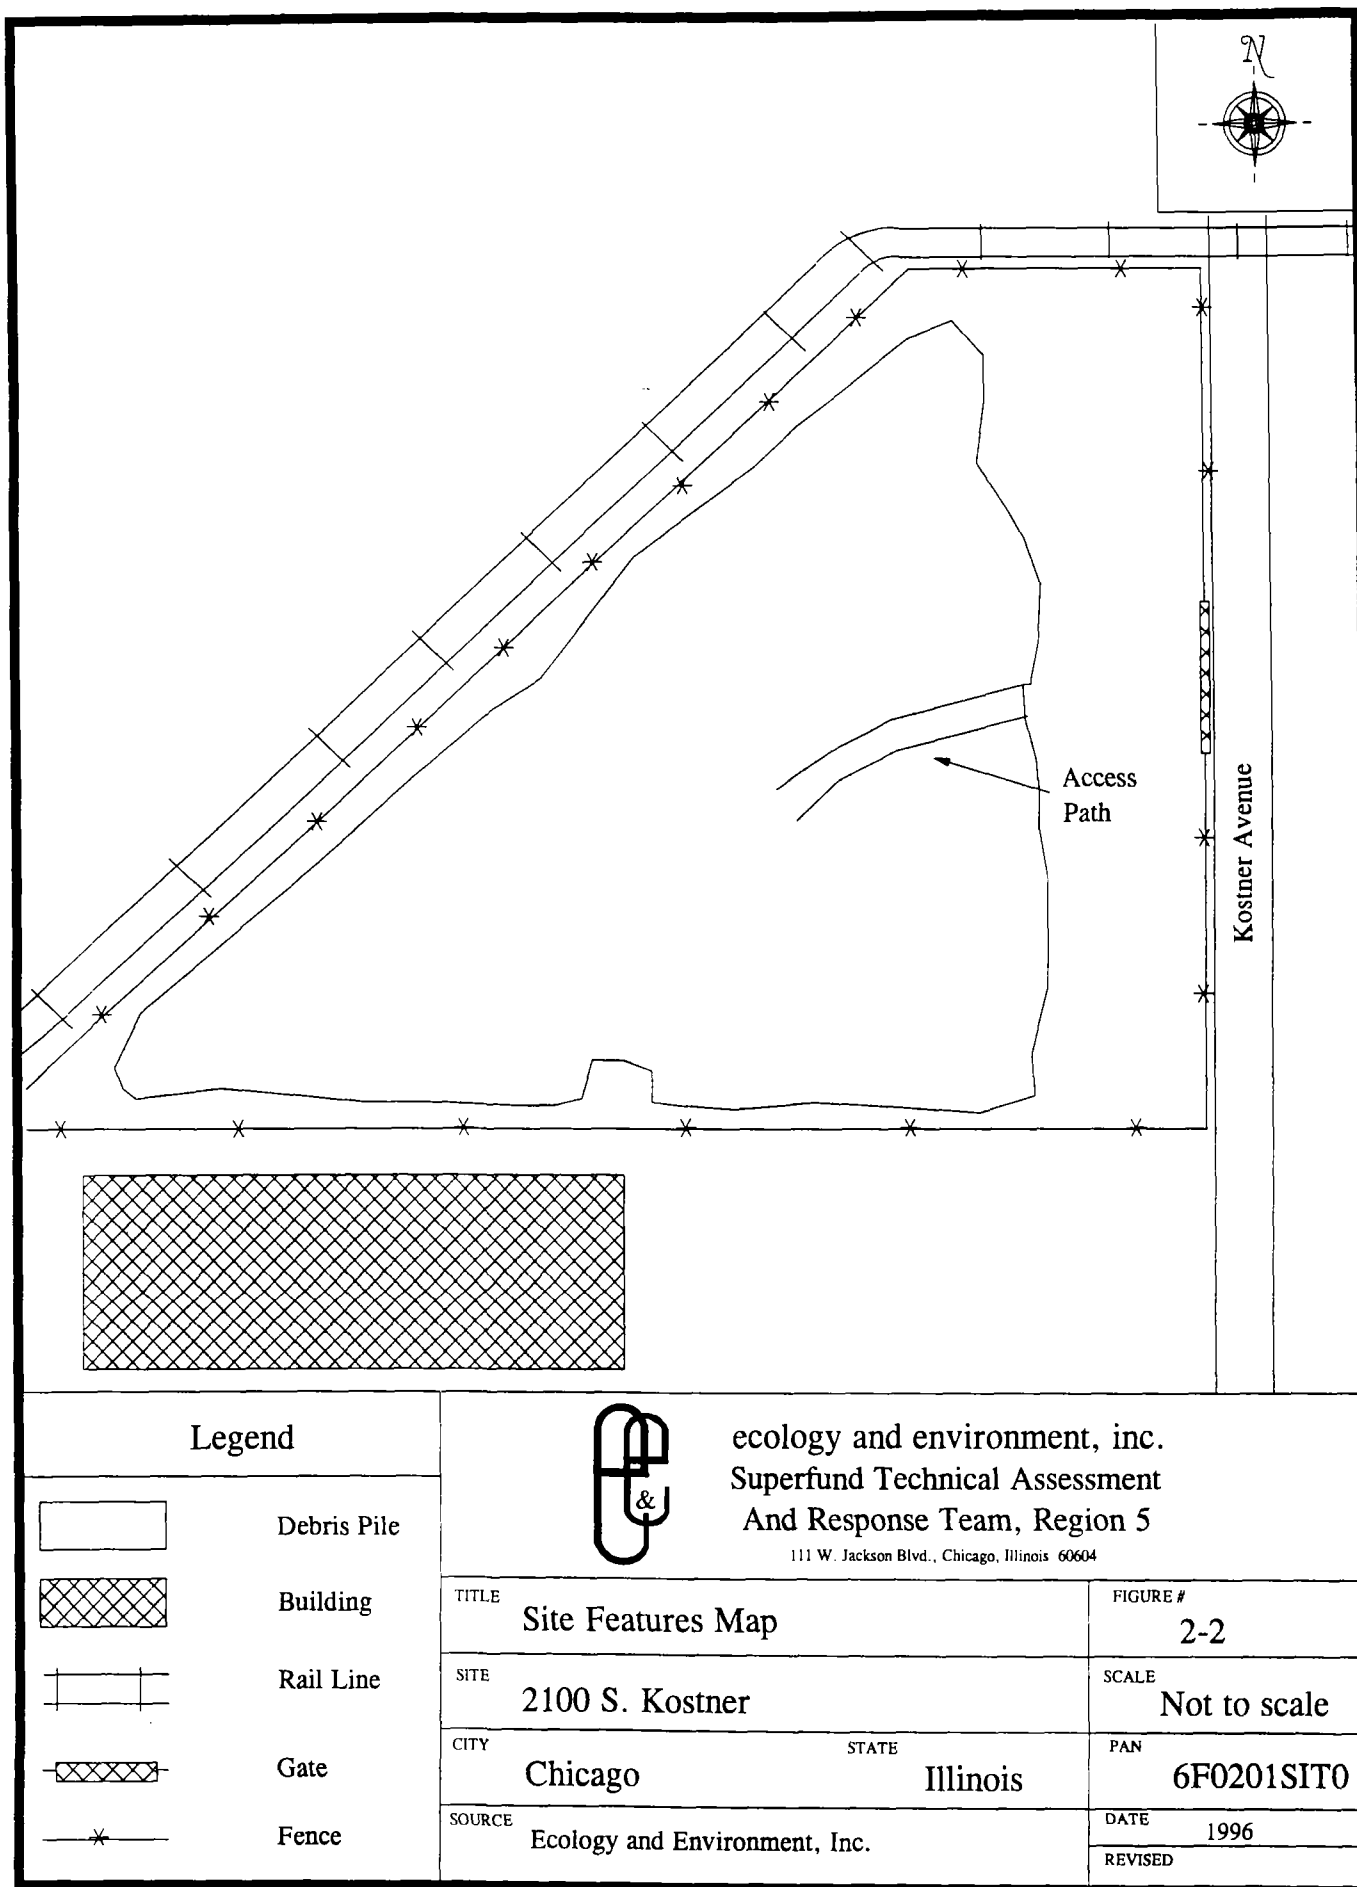 N
Access
Path
Kostner Avenue
Legend
Debris Pile
Building
Rail Line
Gate
Fence
&
ecology and environment, inc.
Superfund Technical Assessment
And Response Team, Region 5
111 W. Jackson Blvd., Chicago, Illinois 60604
TITLE
Site Features Map
FIGURE #
2-2
SITE
2100 S. Kostner
SCALE
Not to scale
CITY
Chicago
STATE
Illinois
PAN
6F0201SIT0
SOURCE
Ecology and Environment, Inc.
DATE
1996
REVISED